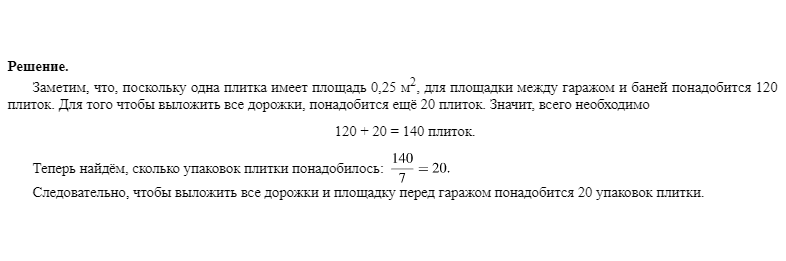 Решение.
Заметим, что, поскольку одна плитка имеет площадь 0,25 м², для площадки между гаражом и баней понадобится 120
плиток. Для того чтобы выложить все дорожки, понадобится ещё 20 плиток. Значит, всего необходимо
120 + 20 = 140 плиток.
Теперь найдём, сколько упаковок плитки понадобилось: 140/7 = 20.
Следовательно, чтобы выложить все дорожки и площадку перед гаражом понадобится 20 упаковок плитки.